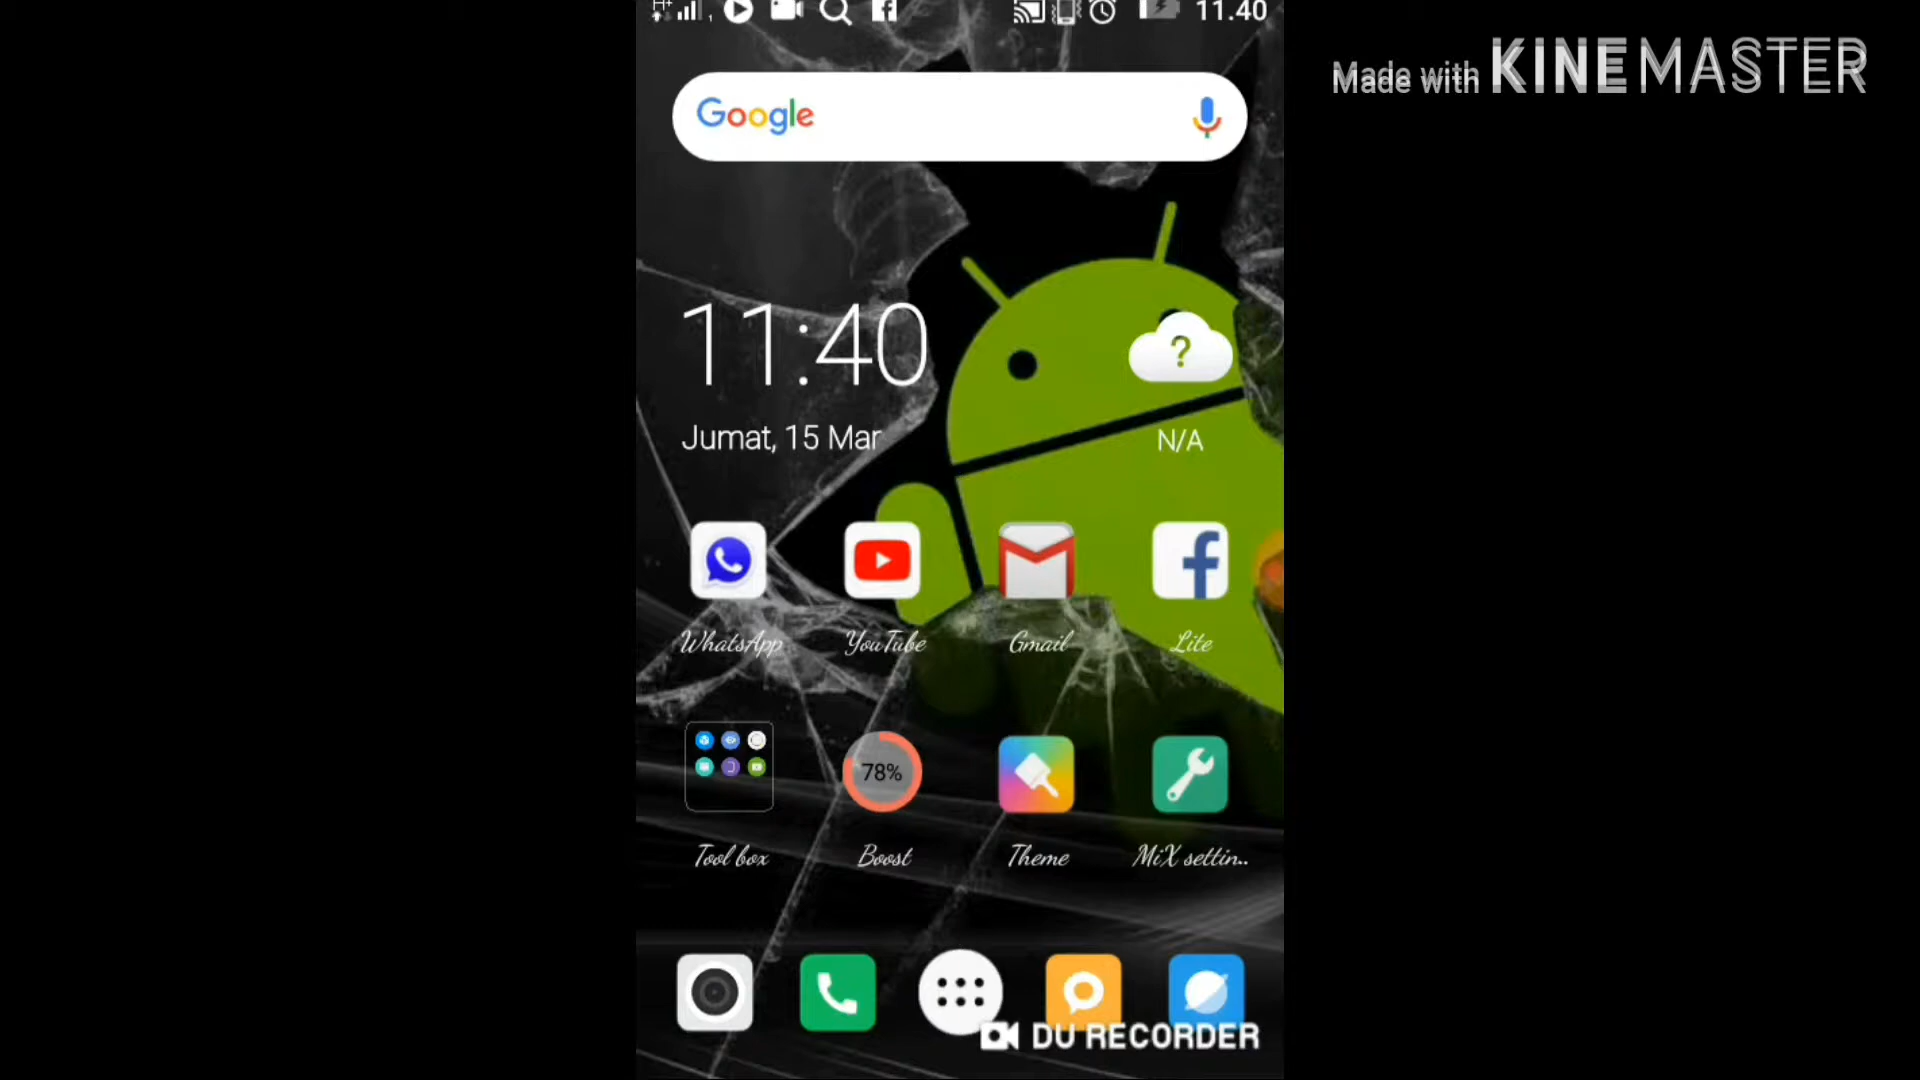 H+ 1 11.40
Made with KINEMASTER
Google
11:40
?
Jumat, 15 Mar
N/A
WhatsApp YouTube Gmail Lite
78%
Tool box Boost Theme MiX settin..
DU RECORDER